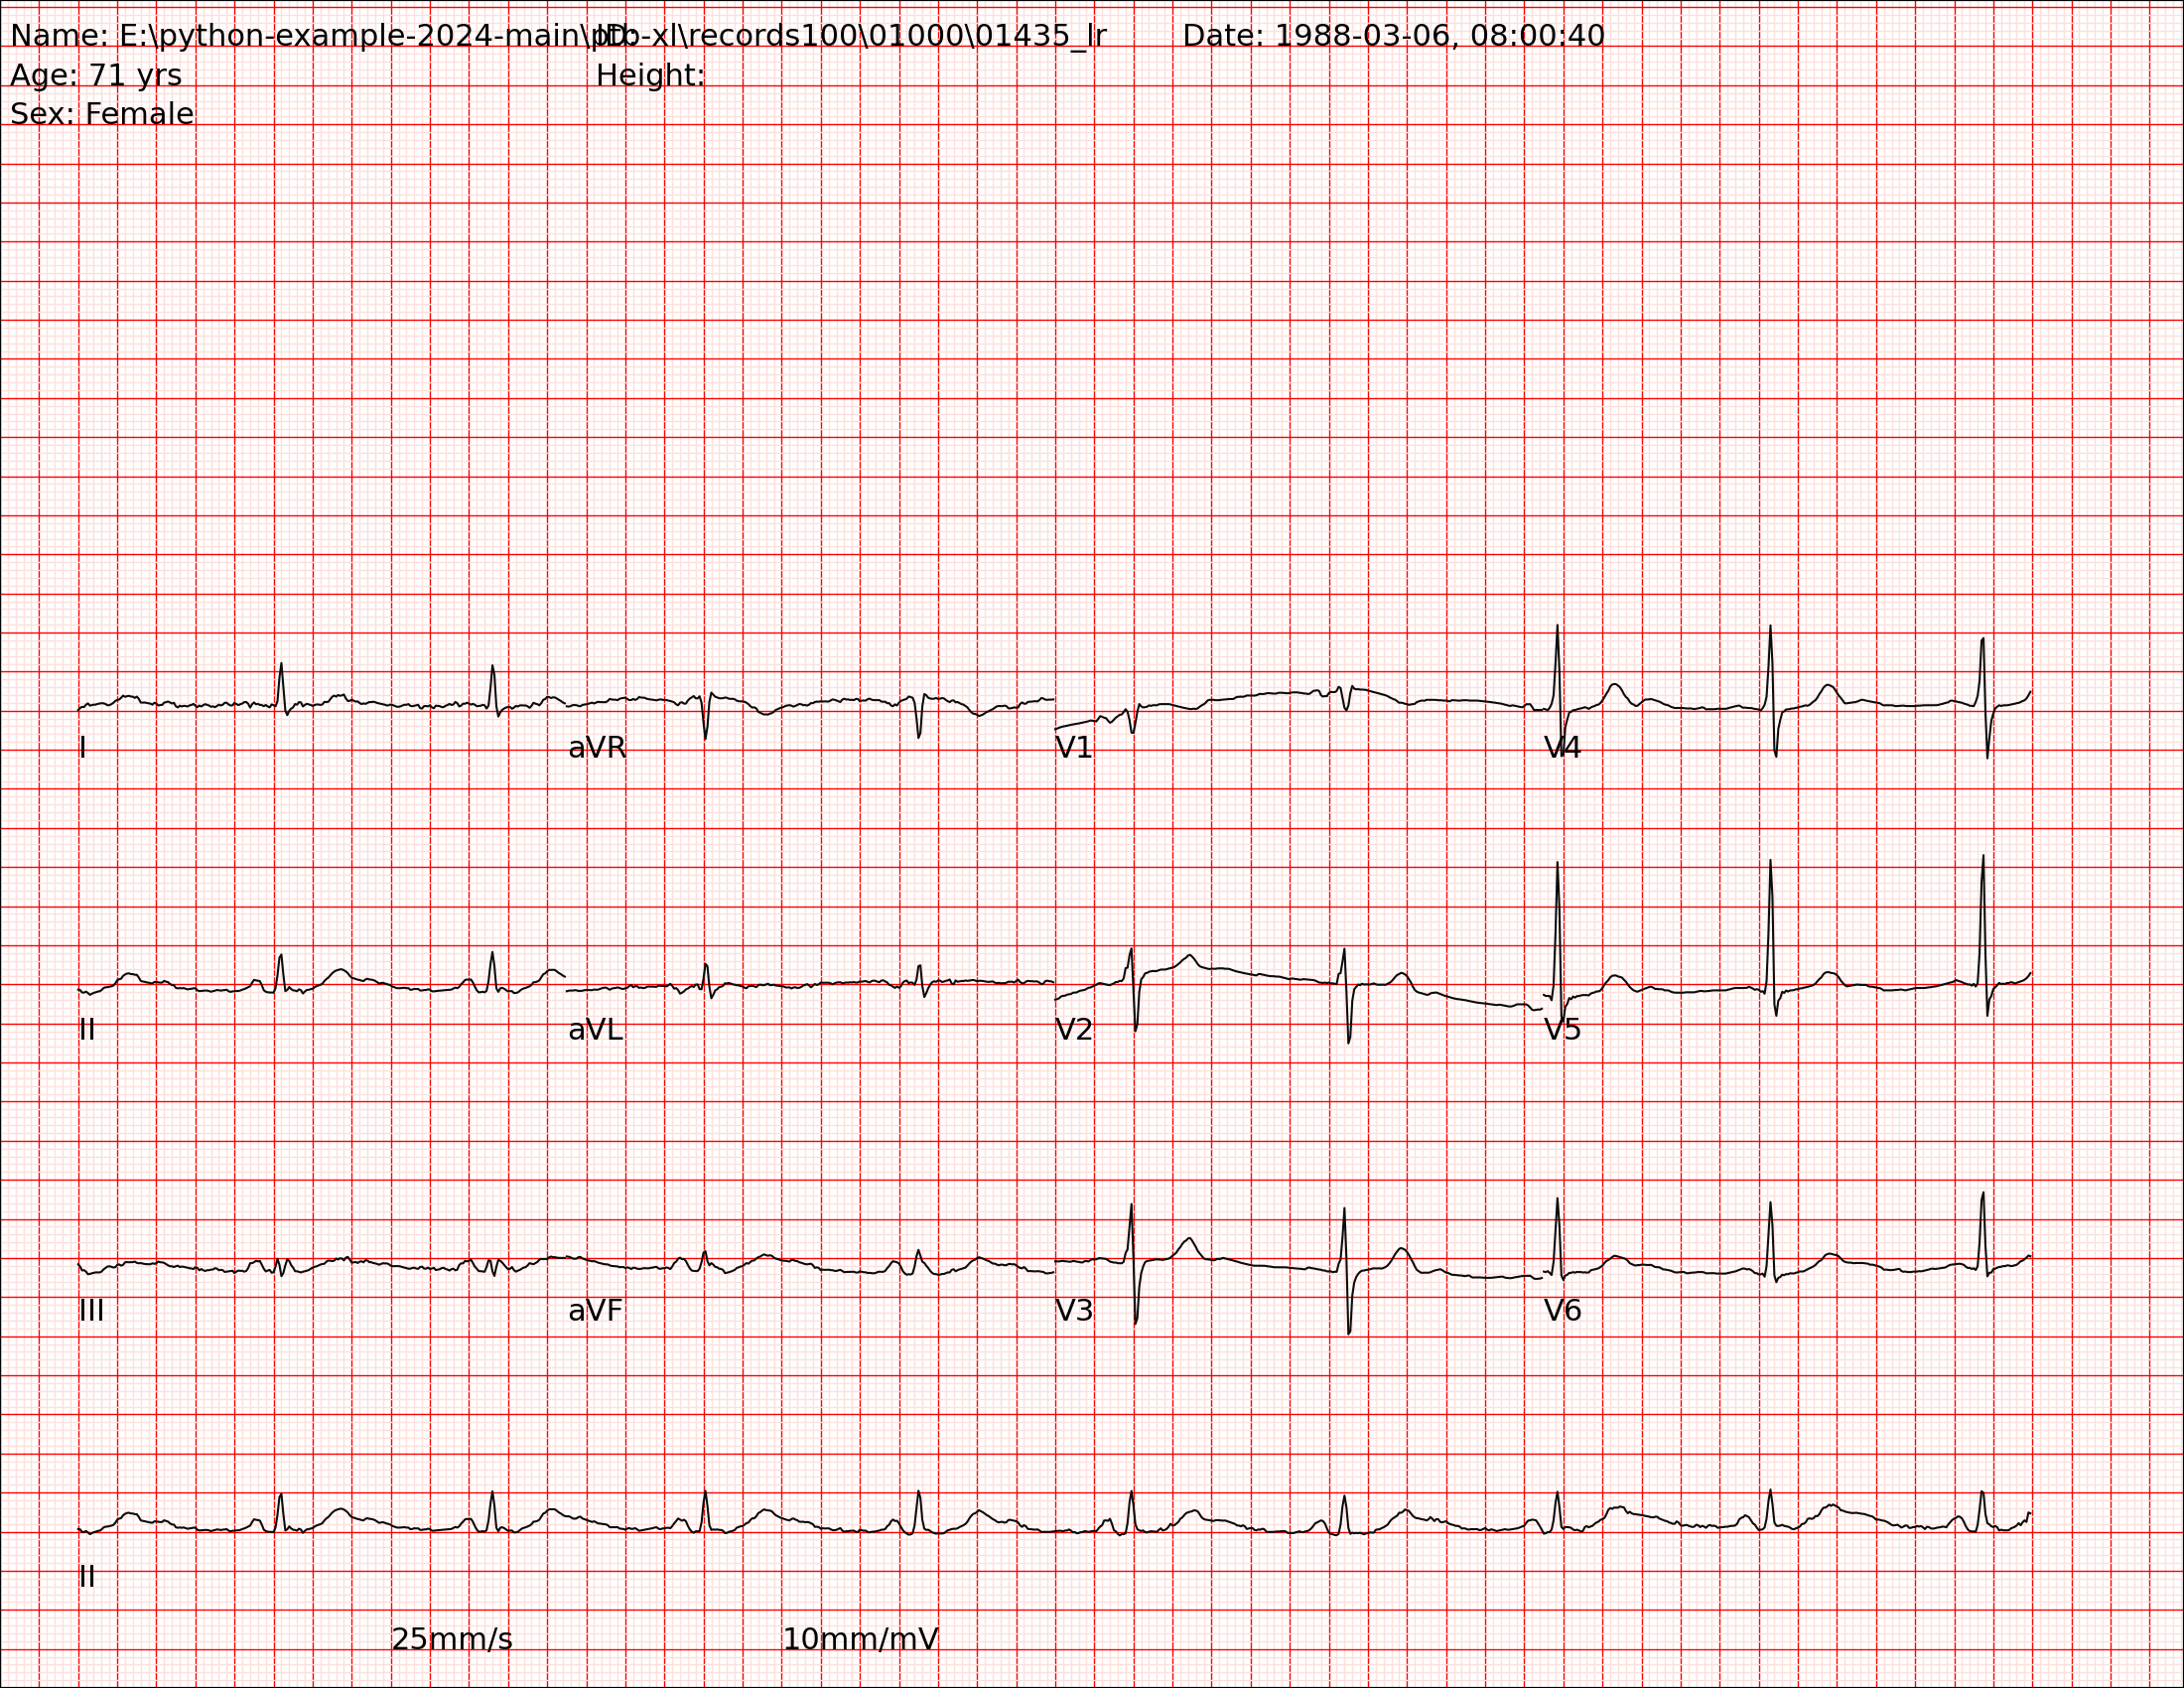 Name: E:\python-example-2024-main\ptb-xl\records100\01000\01435_lr ID: Date: 1988-03-06, 08:00:40
Age: 71 yrs Height:
Sex: Female
I aVR V1 V4
II aVL V2 V5
III aVF V3 V6
II
25mm/s 10mm/mV